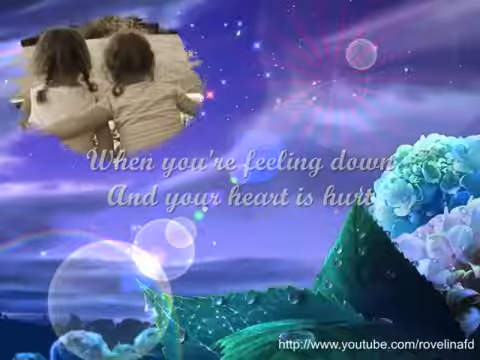 When you're feeling down
And your heart is hurt
http://www.youtube.com/rovelinafd